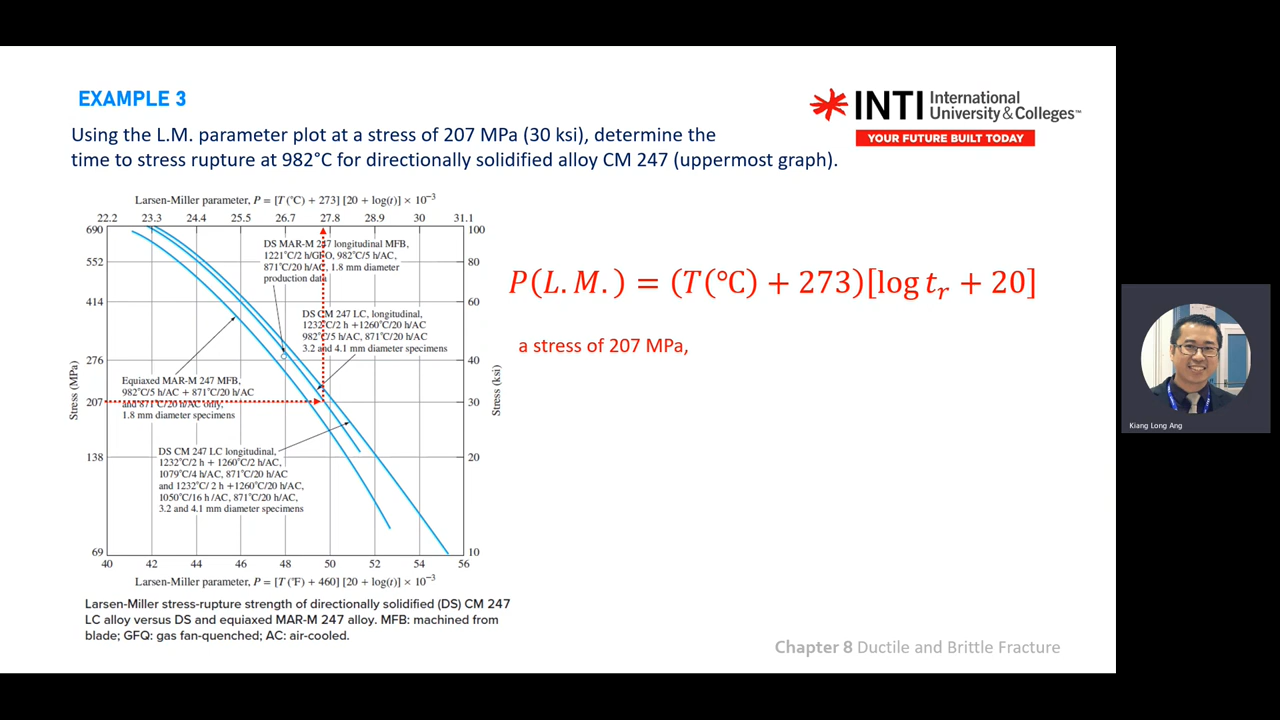 EXAMPLE 3
INTI International
University & Colleges™
YOUR FUTURE BUILT TODAY
Using the L.M. parameter plot at a stress of 207 MPa (30 ksi), determine the
time to stress rupture at 982°C for directionally solidified alloy CM 247 (uppermost graph).
Larsen-Miller parameter, P = [T (°C) + 273] [20 + log(t)] × 10⁻³
22.2 23.3 24.4 25.5 26.7 27.8 28.9 30 31.1
690 100
552 80
414 60
276 40
207 30
138 20
69 10
Stress (MPa)
Stress (ksi)
DS MAR-M 247 longitudinal MFB,
1221°C/2 h/GFQ, 982°C/5 h/AC,
871°C/20 h/AC, 1.8 mm diameter
production data
DS CM 247 LC, longitudinal,
1232°C/2 h +1260°C/20 h/AC
982°C/5 h/AC, 871°C/20 h/AC
3.2 and 4.1 mm diameter specimens
Equiaxed MAR-M 247 MFB,
982°C/5 h/AC + 871°C/20 h/AC
and 871°C/20 h/AC only,
1.8 mm diameter specimens
DS CM 247 LC longitudinal,
1232°C/2 h + 1260°C/2 h/AC,
1079°C/4 h/AC, 871°C/20 h/AC
and 1232°C/ 2 h +1260°C/20 h/AC,
1050°C/16 h /AC, 871°C/20 h/AC,
3.2 and 4.1 mm diameter specimens
40 42 44 46 48 50 52 54 56
Larsen-Miller parameter, P = [T (°F) + 460] [20 + log(t)] × 10⁻³
Larsen-Miller stress-rupture strength of directionally solidified (DS) CM 247
LC alloy versus DS and equiaxed MAR-M 247 alloy. MFB: machined from
blade; GFQ: gas fan-quenched; AC: air-cooled.
P(L.M.) = (T(℃) + 273)[log tᵣ + 20]
a stress of 207 MPa,
Kiang Long Ang
Chapter 8 Ductile and Brittle Fracture